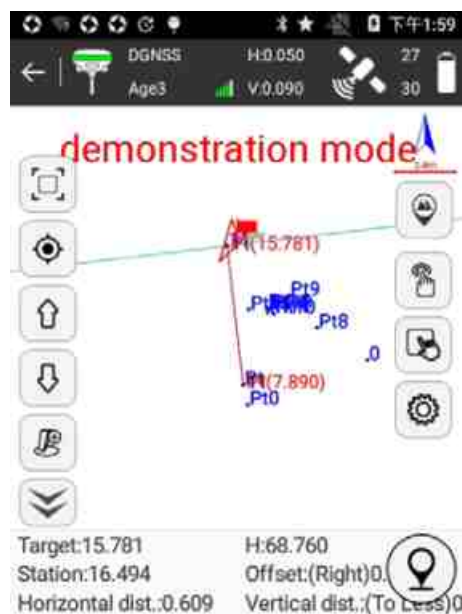 下午1:59
DGNSS H:0.050 27
Age3 V:0.090 30
demonstration mode
(15.781)
Pt9
Pt8
.0
(7.890)
Pt0
Target:15.781 H:68.760
Station:16.494 Offset:(Right)0.
Horizontal dist.:0.609 Vertical dist.:(To Less)0